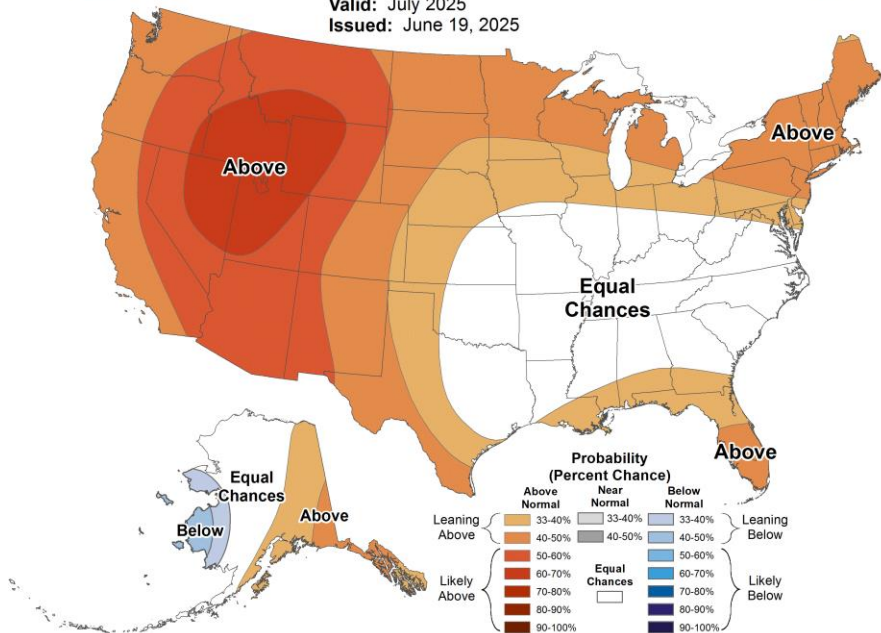 Valid: July 2025
Issued: June 19, 2025
Above
Above
Equal
Chances
Above
Equal
Chances
Below
Above
Probability
(Percent Chance)
Above
Normal
Near
Normal
Below
Normal
Leaning
Above
33-40%
40-50%
33-40%
40-50%
33-40%
40-50%
Leaning
Below
Likely
Above
50-60%
60-70%
70-80%
80-90%
90-100%
Equal
Chances
50-60%
60-70%
70-80%
80-90%
90-100%
Likely
Below